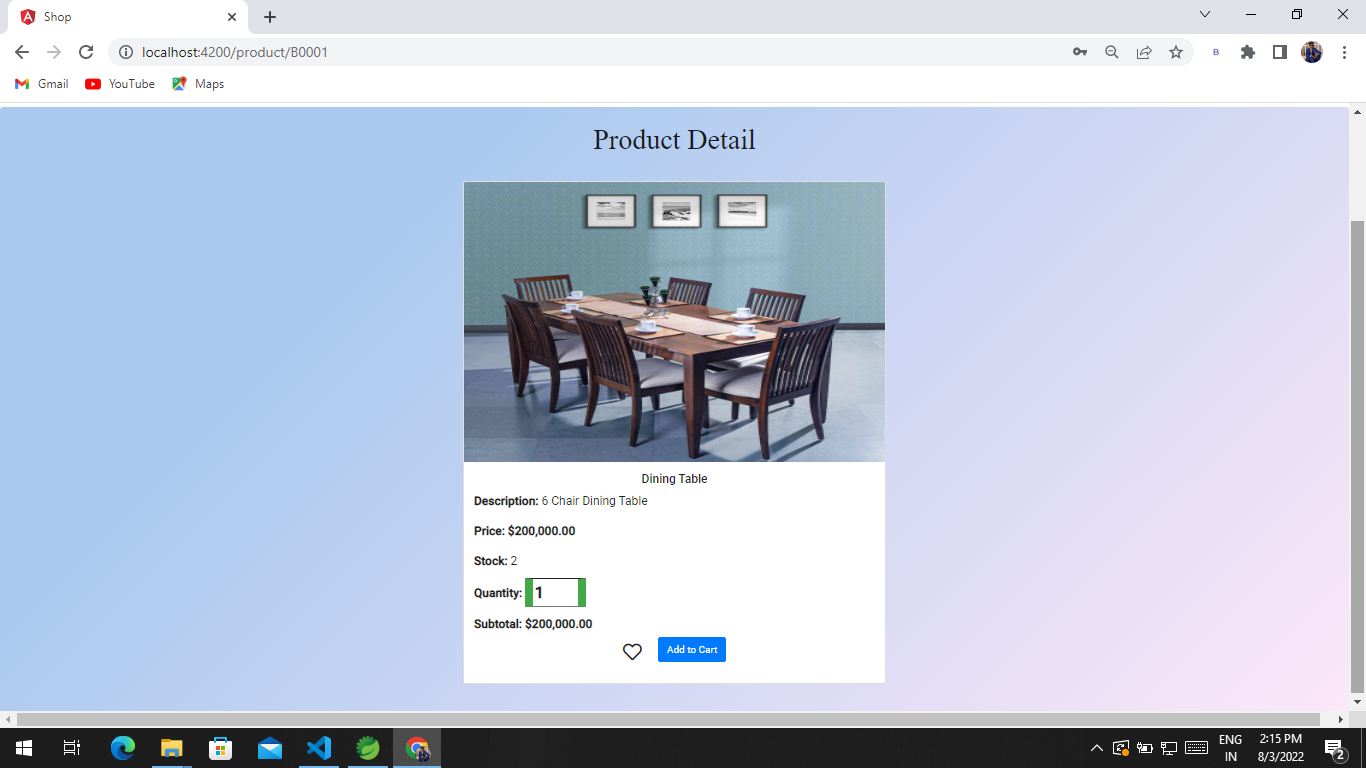 Shop
localhost:4200/product/B0001
B
Gmail
YouTube
Maps
Product Detail
Dining Table
Description: 6 Chair Dining Table
Price: $200,000.00
Stock: 2
Quantity: 1
Subtotal: $200,000.00
Add to Cart
ENG
IN
2:15 PM
8/3/2022
2